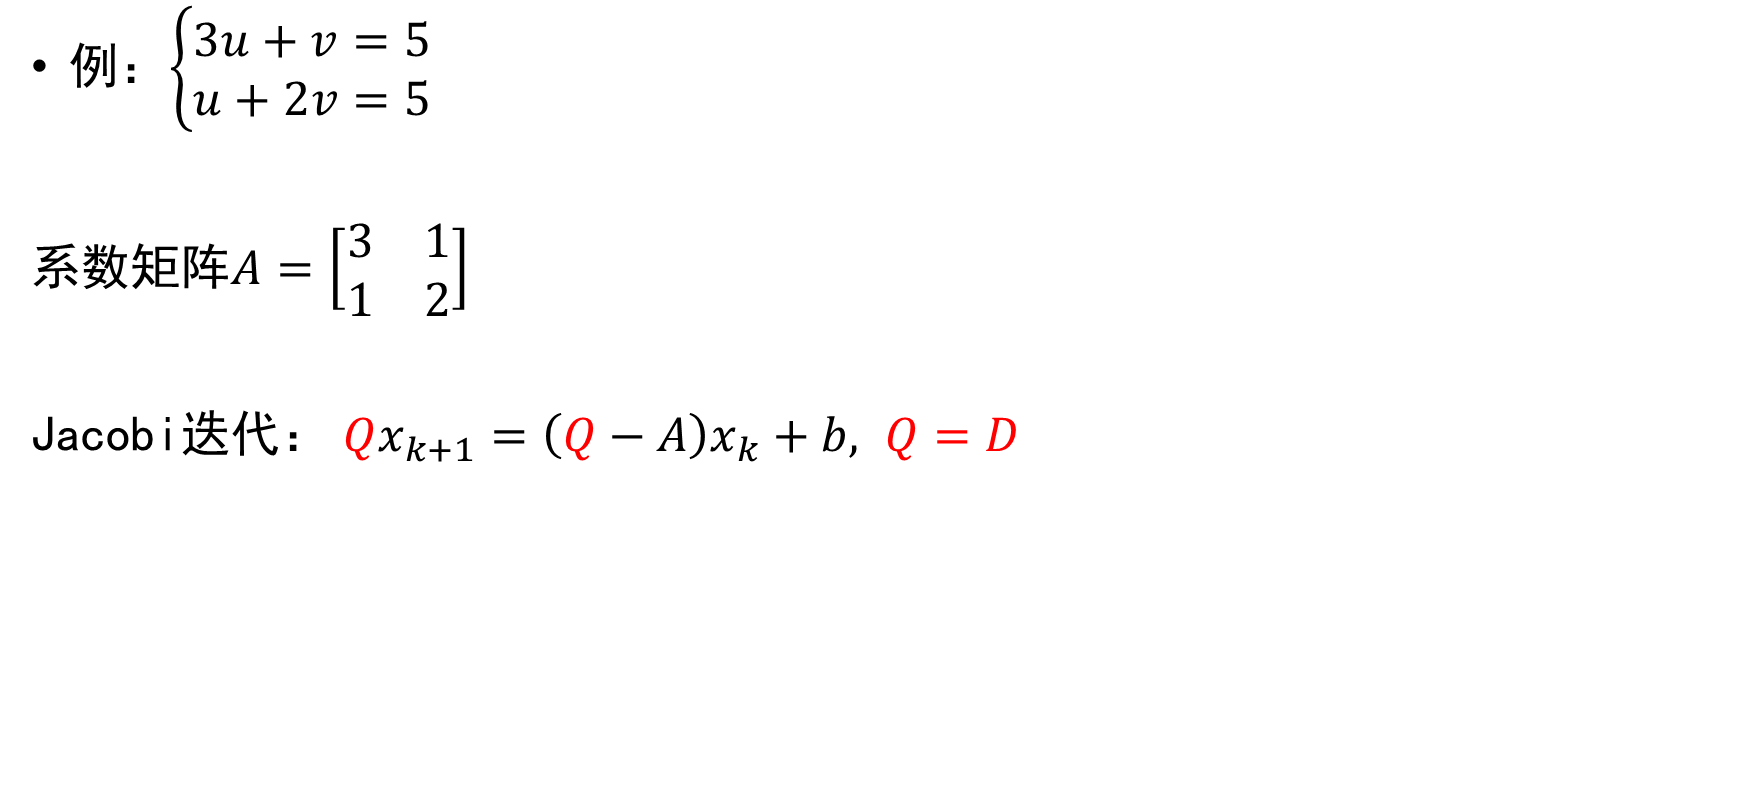 • 例： { 3u + v = 5
u + 2v = 5
系数矩阵A = [3 1
1 2]
Jacobi迭代： Qx_{k+1} = (Q − A)x_k + b, Q = D